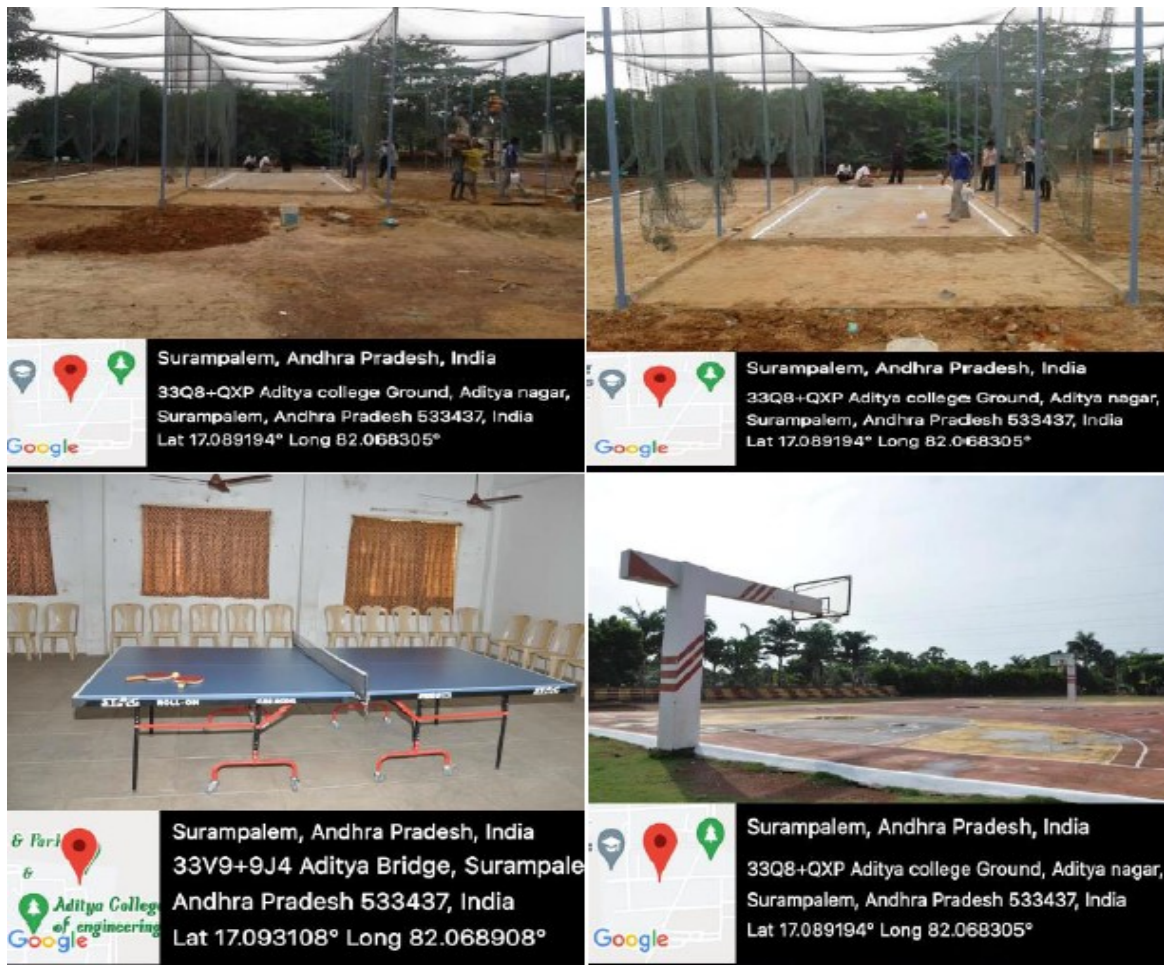 Surampalem, Andhra Pradesh, India
33Q8+QXP Aditya college Ground, Aditya nagar,
Surampalem, Andhra Pradesh 533437, India
Lat 17.089194° Long 82.068305°
Google
Surampalem, Andhra Pradesh, India
33Q8+QXP Aditya college Ground, Aditya nagar,
Surampalem, Andhra Pradesh 533437, India
Lat 17.089194° Long 82.068305°
Google
STAG ROLL-ON STAG
& Park
&
Aditya Colleg
of engineering
Google
Surampalem, Andhra Pradesh, India
33V9+9J4 Aditya Bridge, Surampale
Andhra Pradesh 533437, India
Lat 17.093108° Long 82.068908°
Surampalem, Andhra Pradesh, India
33Q8+QXP Aditya college Ground, Aditya nagar,
Surampalem, Andhra Pradesh 533437, India
Lat 17.089194° Long 82.068305°
Google